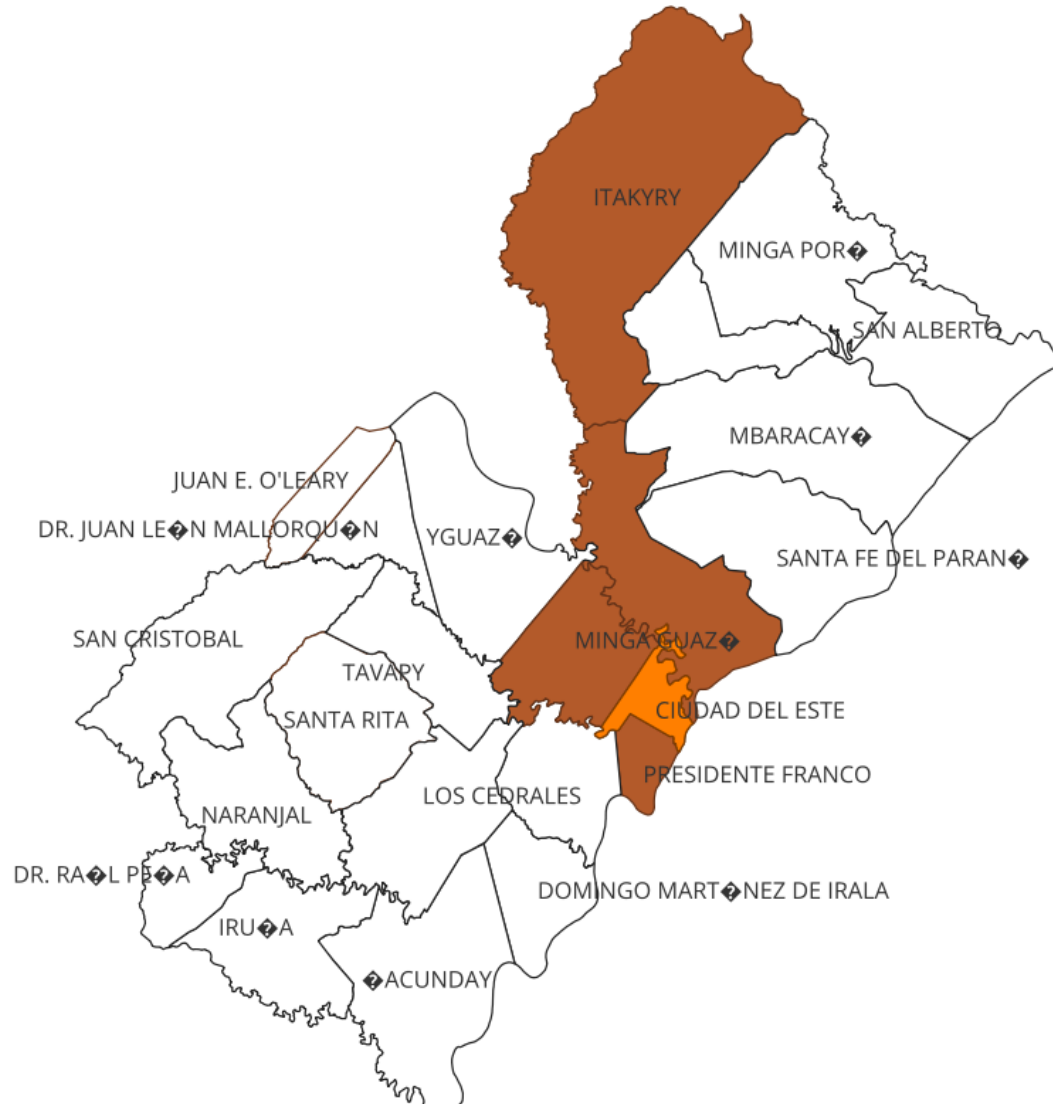 ITAKYRY
MINGA POR�
SAN ALBERTO
MBARACAY�
JUAN E. O'LEARY
DR. JUAN LE�N MALLORQU�N
YGUAZ�
SANTA FE DEL PARAN�
SAN CRISTOBAL
MINGA GUAZ�
TAVAPY
SANTA RITA
CIUDAD DEL ESTE
PRESIDENTE FRANCO
LOS CEDRALES
NARANJAL
DR. RA�L PE�A
DOMINGO MART�NEZ DE IRALA
IRU�A
�ACUNDAY